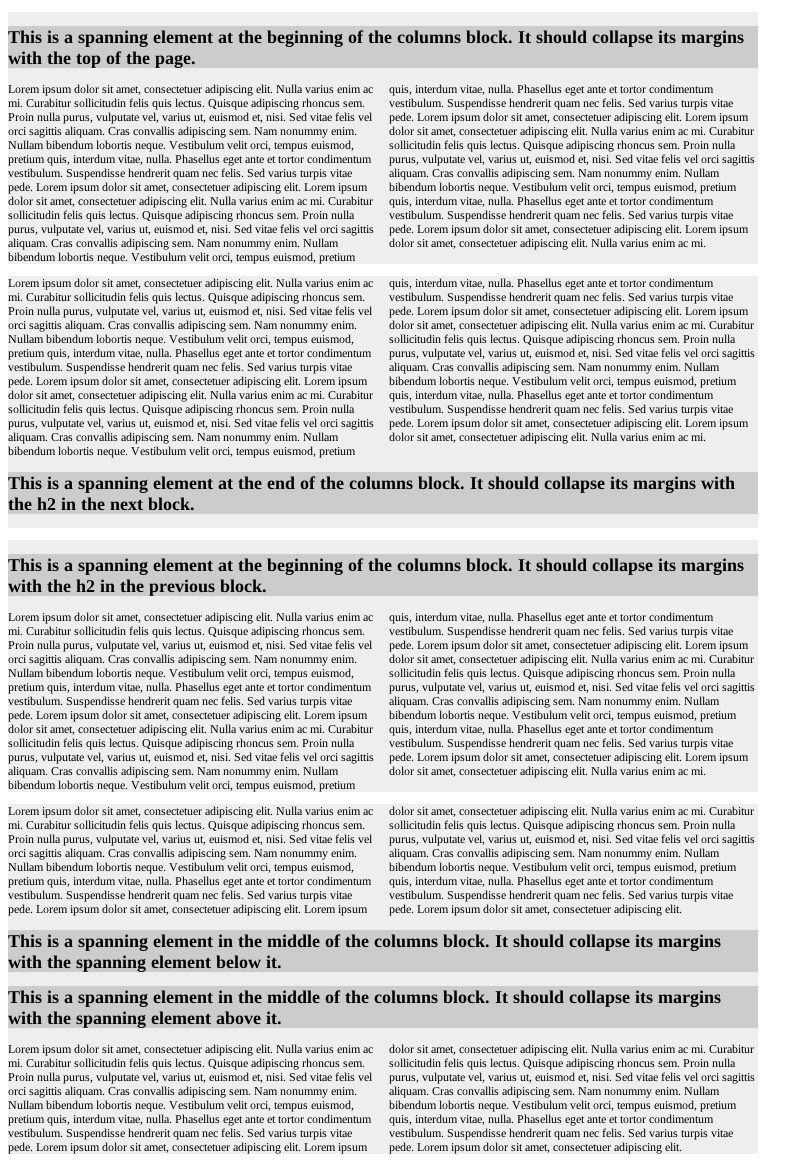 This is a spanning element at the beginning of the columns block. It should collapse its margins
with the top of the page.
Lorem ipsum dolor sit amet, consectetuer adipiscing elit. Nulla varius enim ac
mi. Curabitur sollicitudin felis quis lectus. Quisque adipiscing rhoncus sem.
Proin nulla purus, vulputate vel, varius ut, euismod et, nisi. Sed vitae felis vel
orci sagittis aliquam. Cras convallis adipiscing sem. Nam nonummy enim.
Nullam bibendum lobortis neque. Vestibulum velit orci, tempus euismod,
pretium quis, interdum vitae, nulla. Phasellus eget ante et tortor condimentum
vestibulum. Suspendisse hendrerit quam nec felis. Sed varius turpis vitae
pede. Lorem ipsum dolor sit amet, consectetuer adipiscing elit. Lorem ipsum
dolor sit amet, consectetuer adipiscing elit. Nulla varius enim ac mi. Curabitur
sollicitudin felis quis lectus. Quisque adipiscing rhoncus sem. Proin nulla
purus, vulputate vel, varius ut, euismod et, nisi. Sed vitae felis vel orci sagittis
aliquam. Cras convallis adipiscing sem. Nam nonummy enim. Nullam
bibendum lobortis neque. Vestibulum velit orci, tempus euismod, pretium
quis, interdum vitae, nulla. Phasellus eget ante et tortor condimentum
vestibulum. Suspendisse hendrerit quam nec felis. Sed varius turpis vitae
pede. Lorem ipsum dolor sit amet, consectetuer adipiscing elit. Lorem ipsum
dolor sit amet, consectetuer adipiscing elit. Nulla varius enim ac mi. Curabitur
sollicitudin felis quis lectus. Quisque adipiscing rhoncus sem. Proin nulla
purus, vulputate vel, varius ut, euismod et, nisi. Sed vitae felis vel orci sagittis
aliquam. Cras convallis adipiscing sem. Nam nonummy enim. Nullam
bibendum lobortis neque. Vestibulum velit orci, tempus euismod, pretium
quis, interdum vitae, nulla. Phasellus eget ante et tortor condimentum
vestibulum. Suspendisse hendrerit quam nec felis. Sed varius turpis vitae
pede. Lorem ipsum dolor sit amet, consectetuer adipiscing elit. Lorem ipsum
dolor sit amet, consectetuer adipiscing elit. Nulla varius enim ac mi.
Lorem ipsum dolor sit amet, consectetuer adipiscing elit. Nulla varius enim ac
mi. Curabitur sollicitudin felis quis lectus. Quisque adipiscing rhoncus sem.
Proin nulla purus, vulputate vel, varius ut, euismod et, nisi. Sed vitae felis vel
orci sagittis aliquam. Cras convallis adipiscing sem. Nam nonummy enim.
Nullam bibendum lobortis neque. Vestibulum velit orci, tempus euismod,
pretium quis, interdum vitae, nulla. Phasellus eget ante et tortor condimentum
vestibulum. Suspendisse hendrerit quam nec felis. Sed varius turpis vitae
pede. Lorem ipsum dolor sit amet, consectetuer adipiscing elit. Lorem ipsum
dolor sit amet, consectetuer adipiscing elit. Nulla varius enim ac mi. Curabitur
sollicitudin felis quis lectus. Quisque adipiscing rhoncus sem. Proin nulla
purus, vulputate vel, varius ut, euismod et, nisi. Sed vitae felis vel orci sagittis
aliquam. Cras convallis adipiscing sem. Nam nonummy enim. Nullam
bibendum lobortis neque. Vestibulum velit orci, tempus euismod, pretium
quis, interdum vitae, nulla. Phasellus eget ante et tortor condimentum
vestibulum. Suspendisse hendrerit quam nec felis. Sed varius turpis vitae
pede. Lorem ipsum dolor sit amet, consectetuer adipiscing elit. Lorem ipsum
dolor sit amet, consectetuer adipiscing elit. Nulla varius enim ac mi. Curabitur
sollicitudin felis quis lectus. Quisque adipiscing rhoncus sem. Proin nulla
purus, vulputate vel, varius ut, euismod et, nisi. Sed vitae felis vel orci sagittis
aliquam. Cras convallis adipiscing sem. Nam nonummy enim. Nullam
bibendum lobortis neque. Vestibulum velit orci, tempus euismod, pretium
quis, interdum vitae, nulla. Phasellus eget ante et tortor condimentum
vestibulum. Suspendisse hendrerit quam nec felis. Sed varius turpis vitae
pede. Lorem ipsum dolor sit amet, consectetuer adipiscing elit. Lorem ipsum
dolor sit amet, consectetuer adipiscing elit. Nulla varius enim ac mi.
This is a spanning element at the end of the columns block. It should collapse its margins with
the h2 in the next block.
This is a spanning element at the beginning of the columns block. It should collapse its margins
with the h2 in the previous block.
Lorem ipsum dolor sit amet, consectetuer adipiscing elit. Nulla varius enim ac
mi. Curabitur sollicitudin felis quis lectus. Quisque adipiscing rhoncus sem.
Proin nulla purus, vulputate vel, varius ut, euismod et, nisi. Sed vitae felis vel
orci sagittis aliquam. Cras convallis adipiscing sem. Nam nonummy enim.
Nullam bibendum lobortis neque. Vestibulum velit orci, tempus euismod,
pretium quis, interdum vitae, nulla. Phasellus eget ante et tortor condimentum
vestibulum. Suspendisse hendrerit quam nec felis. Sed varius turpis vitae
pede. Lorem ipsum dolor sit amet, consectetuer adipiscing elit. Lorem ipsum
dolor sit amet, consectetuer adipiscing elit. Nulla varius enim ac mi. Curabitur
sollicitudin felis quis lectus. Quisque adipiscing rhoncus sem. Proin nulla
purus, vulputate vel, varius ut, euismod et, nisi. Sed vitae felis vel orci sagittis
aliquam. Cras convallis adipiscing sem. Nam nonummy enim. Nullam
bibendum lobortis neque. Vestibulum velit orci, tempus euismod, pretium
quis, interdum vitae, nulla. Phasellus eget ante et tortor condimentum
vestibulum. Suspendisse hendrerit quam nec felis. Sed varius turpis vitae
pede. Lorem ipsum dolor sit amet, consectetuer adipiscing elit. Lorem ipsum
dolor sit amet, consectetuer adipiscing elit. Nulla varius enim ac mi. Curabitur
sollicitudin felis quis lectus. Quisque adipiscing rhoncus sem. Proin nulla
purus, vulputate vel, varius ut, euismod et, nisi. Sed vitae felis vel orci sagittis
aliquam. Cras convallis adipiscing sem. Nam nonummy enim. Nullam
bibendum lobortis neque. Vestibulum velit orci, tempus euismod, pretium
quis, interdum vitae, nulla. Phasellus eget ante et tortor condimentum
vestibulum. Suspendisse hendrerit quam nec felis. Sed varius turpis vitae
pede. Lorem ipsum dolor sit amet, consectetuer adipiscing elit. Lorem ipsum
dolor sit amet, consectetuer adipiscing elit. Nulla varius enim ac mi.
Lorem ipsum dolor sit amet, consectetuer adipiscing elit. Nulla varius enim ac
mi. Curabitur sollicitudin felis quis lectus. Quisque adipiscing rhoncus sem.
Proin nulla purus, vulputate vel, varius ut, euismod et, nisi. Sed vitae felis vel
orci sagittis aliquam. Cras convallis adipiscing sem. Nam nonummy enim.
Nullam bibendum lobortis neque. Vestibulum velit orci, tempus euismod,
pretium quis, interdum vitae, nulla. Phasellus eget ante et tortor condimentum
vestibulum. Suspendisse hendrerit quam nec felis. Sed varius turpis vitae
pede. Lorem ipsum dolor sit amet, consectetuer adipiscing elit. Lorem ipsum
dolor sit amet, consectetuer adipiscing elit. Nulla varius enim ac mi. Curabitur
sollicitudin felis quis lectus. Quisque adipiscing rhoncus sem. Proin nulla
purus, vulputate vel, varius ut, euismod et, nisi. Sed vitae felis vel orci sagittis
aliquam. Cras convallis adipiscing sem. Nam nonummy enim. Nullam
bibendum lobortis neque. Vestibulum velit orci, tempus euismod, pretium
quis, interdum vitae, nulla. Phasellus eget ante et tortor condimentum
vestibulum. Suspendisse hendrerit quam nec felis. Sed varius turpis vitae
pede. Lorem ipsum dolor sit amet, consectetuer adipiscing elit.
This is a spanning element in the middle of the columns block. It should collapse its margins
with the spanning element below it.
This is a spanning element in the middle of the columns block. It should collapse its margins
with the spanning element above it.
Lorem ipsum dolor sit amet, consectetuer adipiscing elit. Nulla varius enim ac
mi. Curabitur sollicitudin felis quis lectus. Quisque adipiscing rhoncus sem.
Proin nulla purus, vulputate vel, varius ut, euismod et, nisi. Sed vitae felis vel
orci sagittis aliquam. Cras convallis adipiscing sem. Nam nonummy enim.
Nullam bibendum lobortis neque. Vestibulum velit orci, tempus euismod,
pretium quis, interdum vitae, nulla. Phasellus eget ante et tortor condimentum
vestibulum. Suspendisse hendrerit quam nec felis. Sed varius turpis vitae
pede. Lorem ipsum dolor sit amet, consectetuer adipiscing elit. Lorem ipsum
dolor sit amet, consectetuer adipiscing elit. Nulla varius enim ac mi. Curabitur
sollicitudin felis quis lectus. Quisque adipiscing rhoncus sem. Proin nulla
purus, vulputate vel, varius ut, euismod et, nisi. Sed vitae felis vel orci sagittis
aliquam. Cras convallis adipiscing sem. Nam nonummy enim. Nullam
bibendum lobortis neque. Vestibulum velit orci, tempus euismod, pretium
quis, interdum vitae, nulla. Phasellus eget ante et tortor condimentum
vestibulum. Suspendisse hendrerit quam nec felis. Sed varius turpis vitae
pede. Lorem ipsum dolor sit amet, consectetuer adipiscing elit.